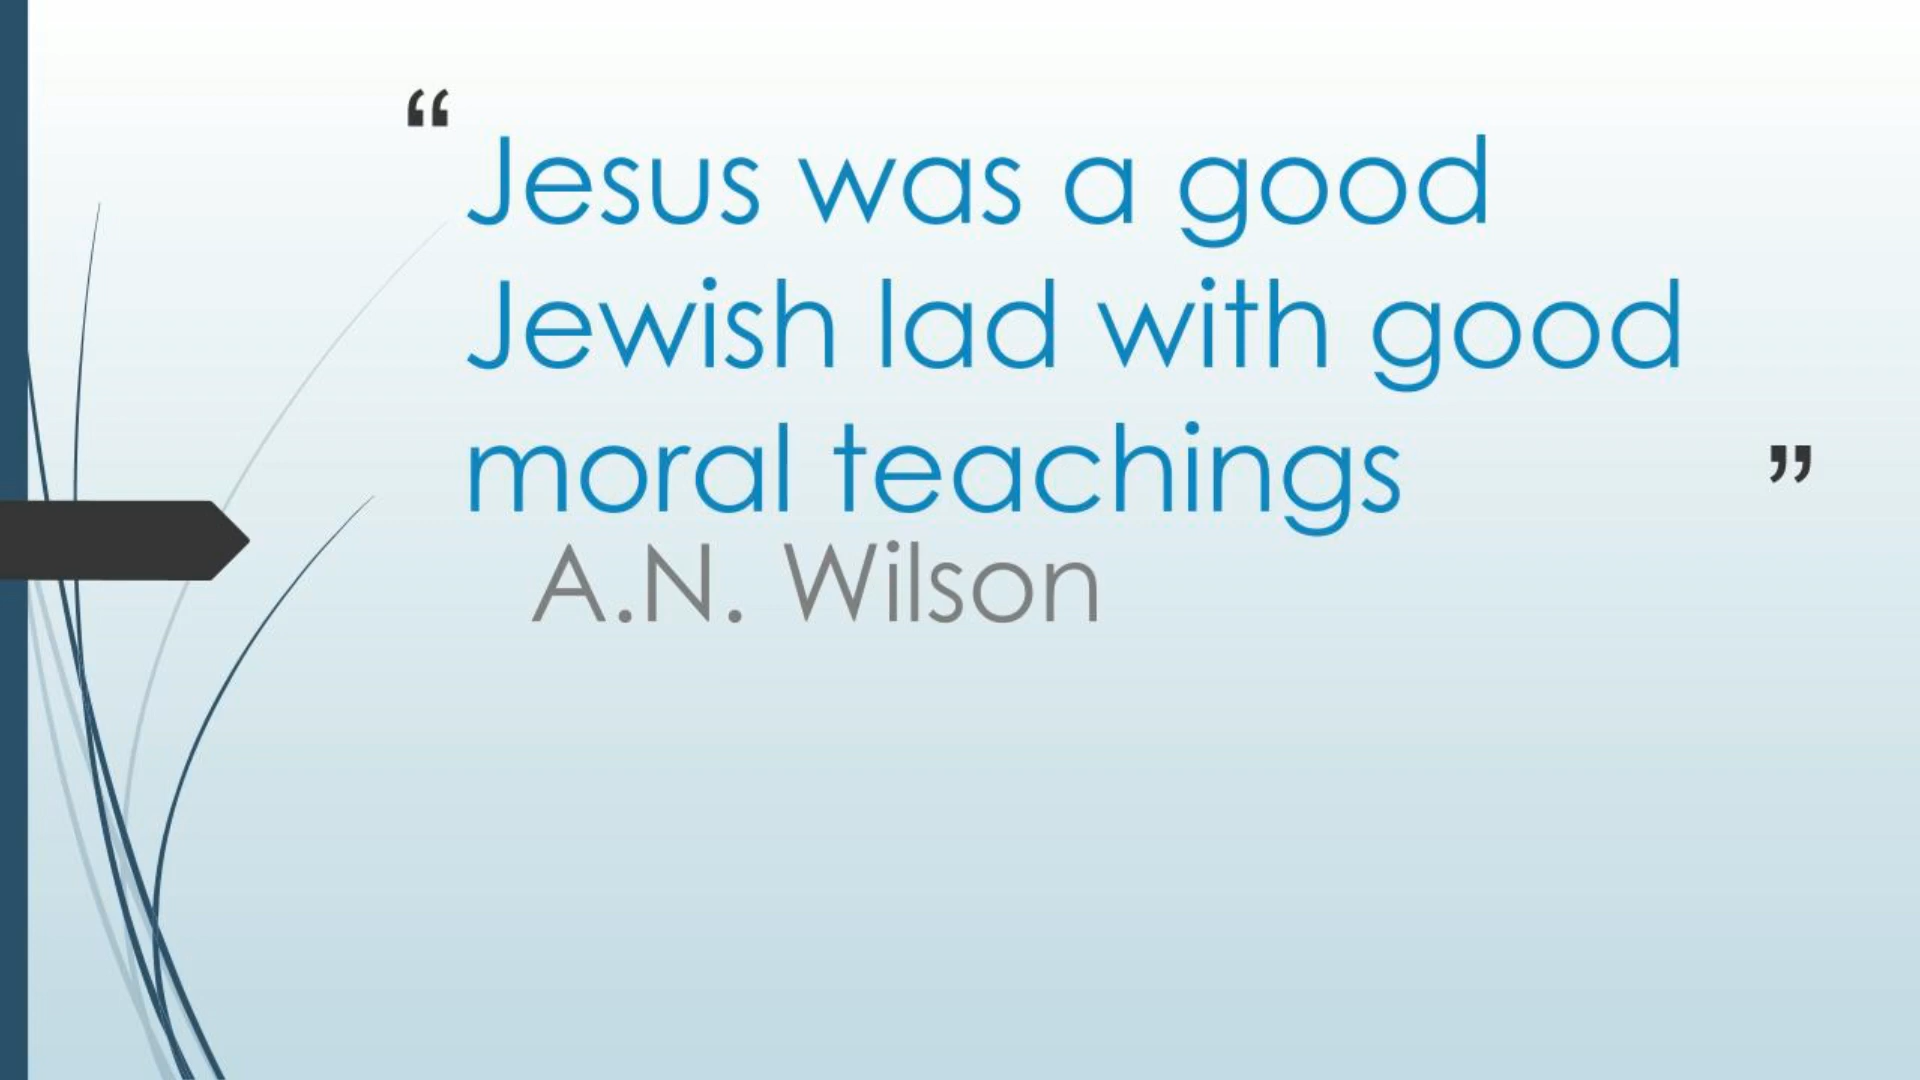 “Jesus was a good
Jewish lad with good
moral teachings”
A.N. Wilson